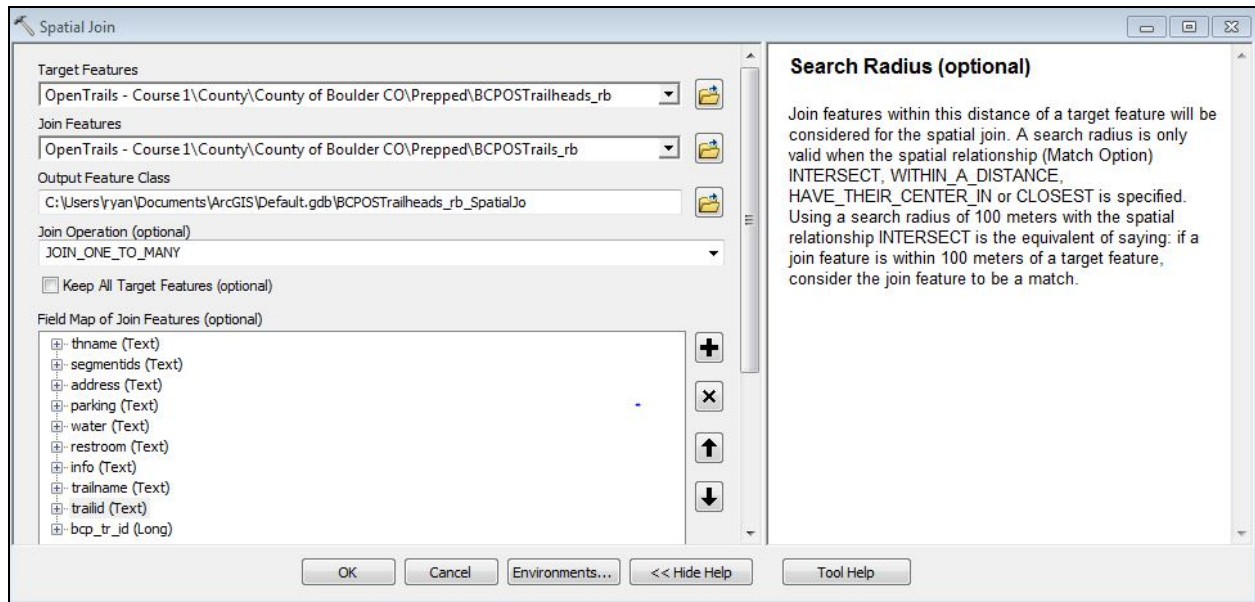 Spatial Join
Target Features
OpenTrails - Course 1\County\County of Boulder CO\Prepped\BCPOSTrailheads_rb
Join Features
OpenTrails - Course 1\County\County of Boulder CO\Prepped\BCPOSTrails_rb
Output Feature Class
C:\Users\ryan\Documents\ArcGIS\Default.gdb\BCPOSTrailheads_rb_SpatialJo
Join Operation (optional)
JOIN_ONE_TO_MANY
Keep All Target Features (optional)
Field Map of Join Features (optional)
thname (Text)
segmentids (Text)
address (Text)
parking (Text)
water (Text)
restroom (Text)
info (Text)
trailname (Text)
trailid (Text)
bcp_tr_id (Long)
Search Radius (optional)
Join features within this distance of a target feature will be
considered for the spatial join. A search radius is only
valid when the spatial relationship (Match Option)
INTERSECT, WITHIN_A_DISTANCE,
HAVE_THEIR_CENTER_IN or CLOSEST is specified.
Using a search radius of 100 meters with the spatial
relationship INTERSECT is the equivalent of saying: if a
join feature is within 100 meters of a target feature,
consider the join feature to be a match.
OK
Cancel
Environments...
<< Hide Help
Tool Help